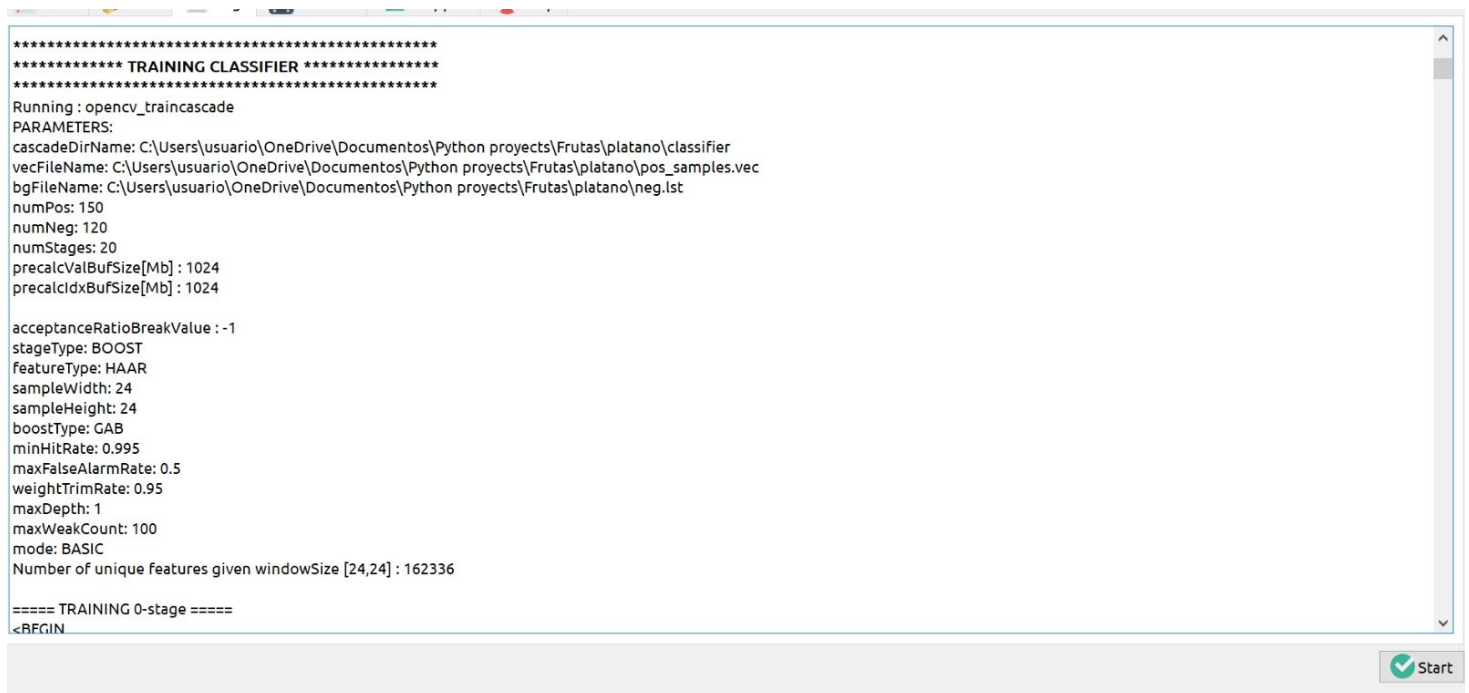 **************************************************
************* TRAINING CLASSIFIER ****************
**************************************************
Running : opencv_traincascade
PARAMETERS:
cascadeDirName: C:\Users\usuario\OneDrive\Documentos\Python proyects\Frutas\platano\classifier
vecFileName: C:\Users\usuario\OneDrive\Documentos\Python proyects\Frutas\platano\pos_samples.vec
bgFileName: C:\Users\usuario\OneDrive\Documentos\Python proyects\Frutas\platano\neg.lst
numPos: 150
numNeg: 120
numStages: 20
precalcValBufSize[Mb] : 1024
precalcIdxBufSize[Mb] : 1024
acceptanceRatioBreakValue : -1
stageType: BOOST
featureType: HAAR
sampleWidth: 24
sampleHeight: 24
boostType: GAB
minHitRate: 0.995
maxFalseAlarmRate: 0.5
weightTrimRate: 0.95
maxDepth: 1
maxWeakCount: 100
mode: BASIC
Number of unique features given windowSize [24,24] : 162336
===== TRAINING 0-stage =====
<BEGIN
Start